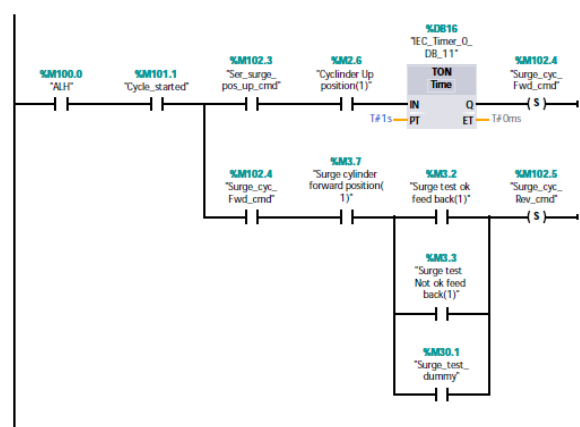 %DB16
"IEC_Timer_0_
DB_11"
%M100.0
"ALH"
%M101.1
"Cycle_started"
%M102.3
"Ser_surge_
pos_up_cmd"
%M2.6
"Cyclinder Up
position(1)"
TON
Time
%M102.4
"Surge_cyc_
Fwd_cmd"
IN
Q
( S )
T#1s
PT
ET
T#0ms
%M102.4
"Surge_cyc_
Fwd_cmd"
%M3.7
"Surge cylinder
forward position(
1)"
%M3.2
"Surge test ok
feed back(1)"
%M102.5
"Surge_cyc_
Rev_cmd"
( S )
%M3.3
"Surge test
Not ok feed
back(1)"
%M30.1
"Surge_test_
dummy"